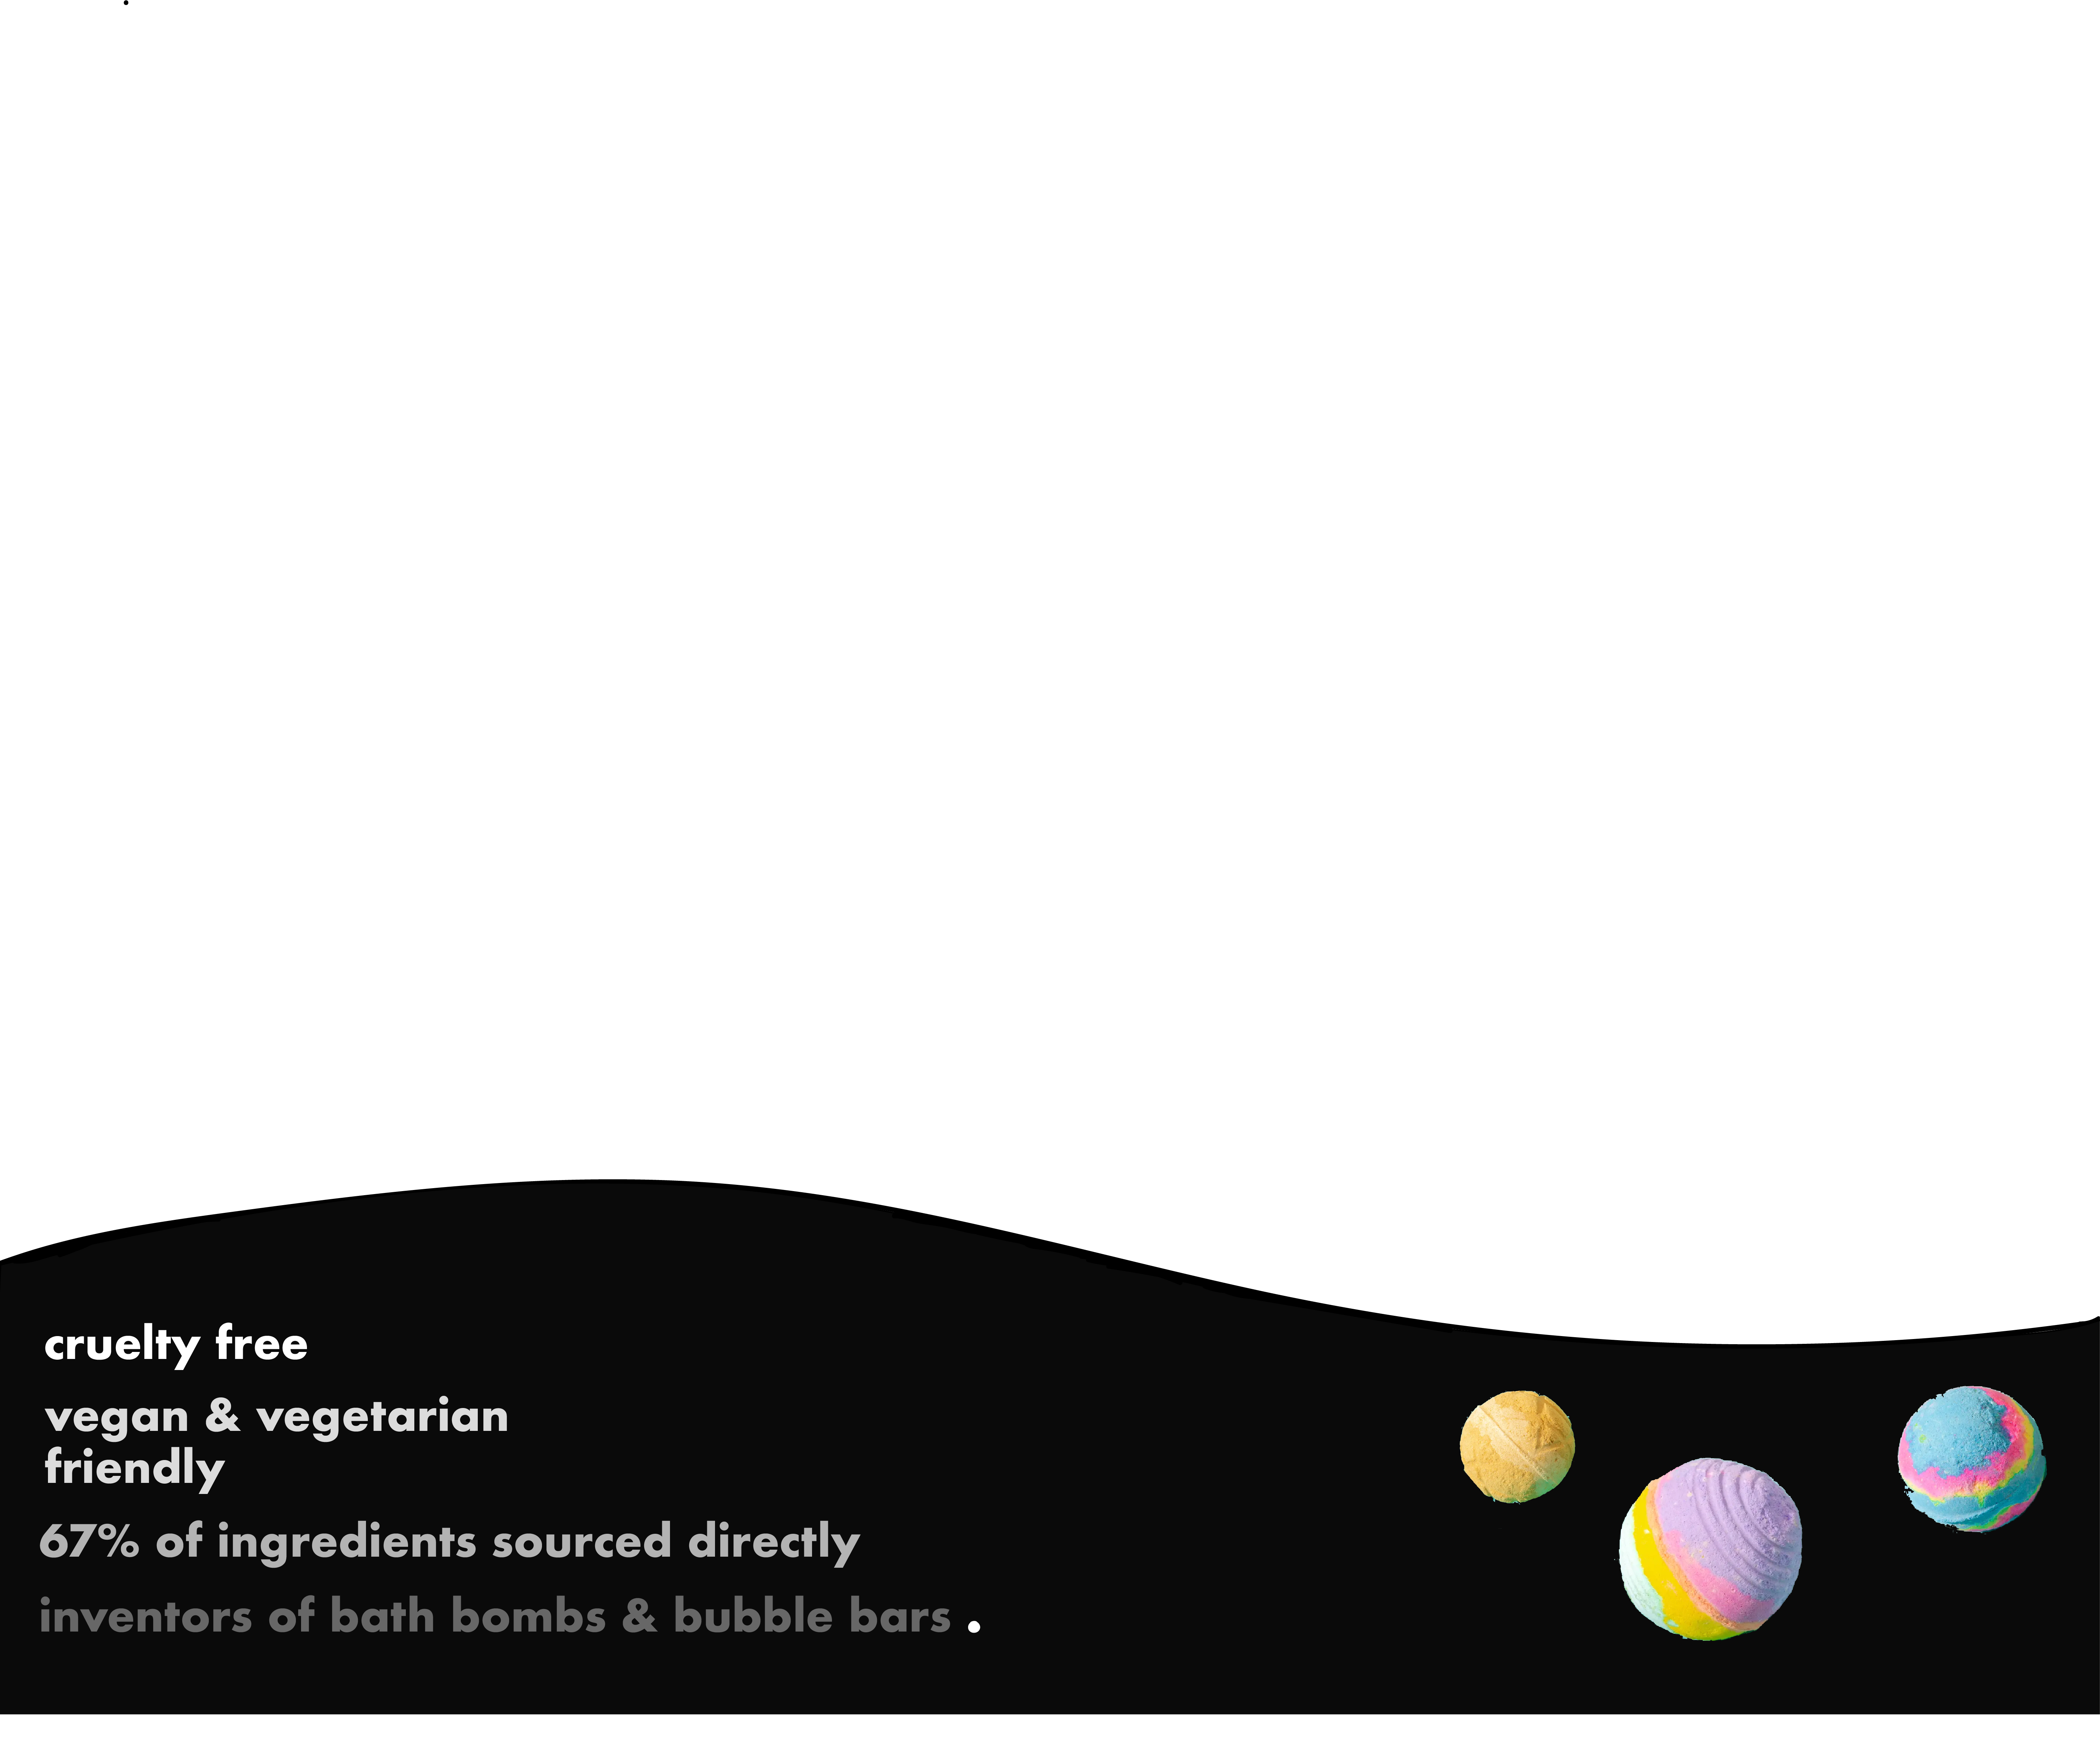 cruelty free
vegan & vegetarian
friendly
67% of ingredients sourced directly
inventors of bath bombs & bubble bars .